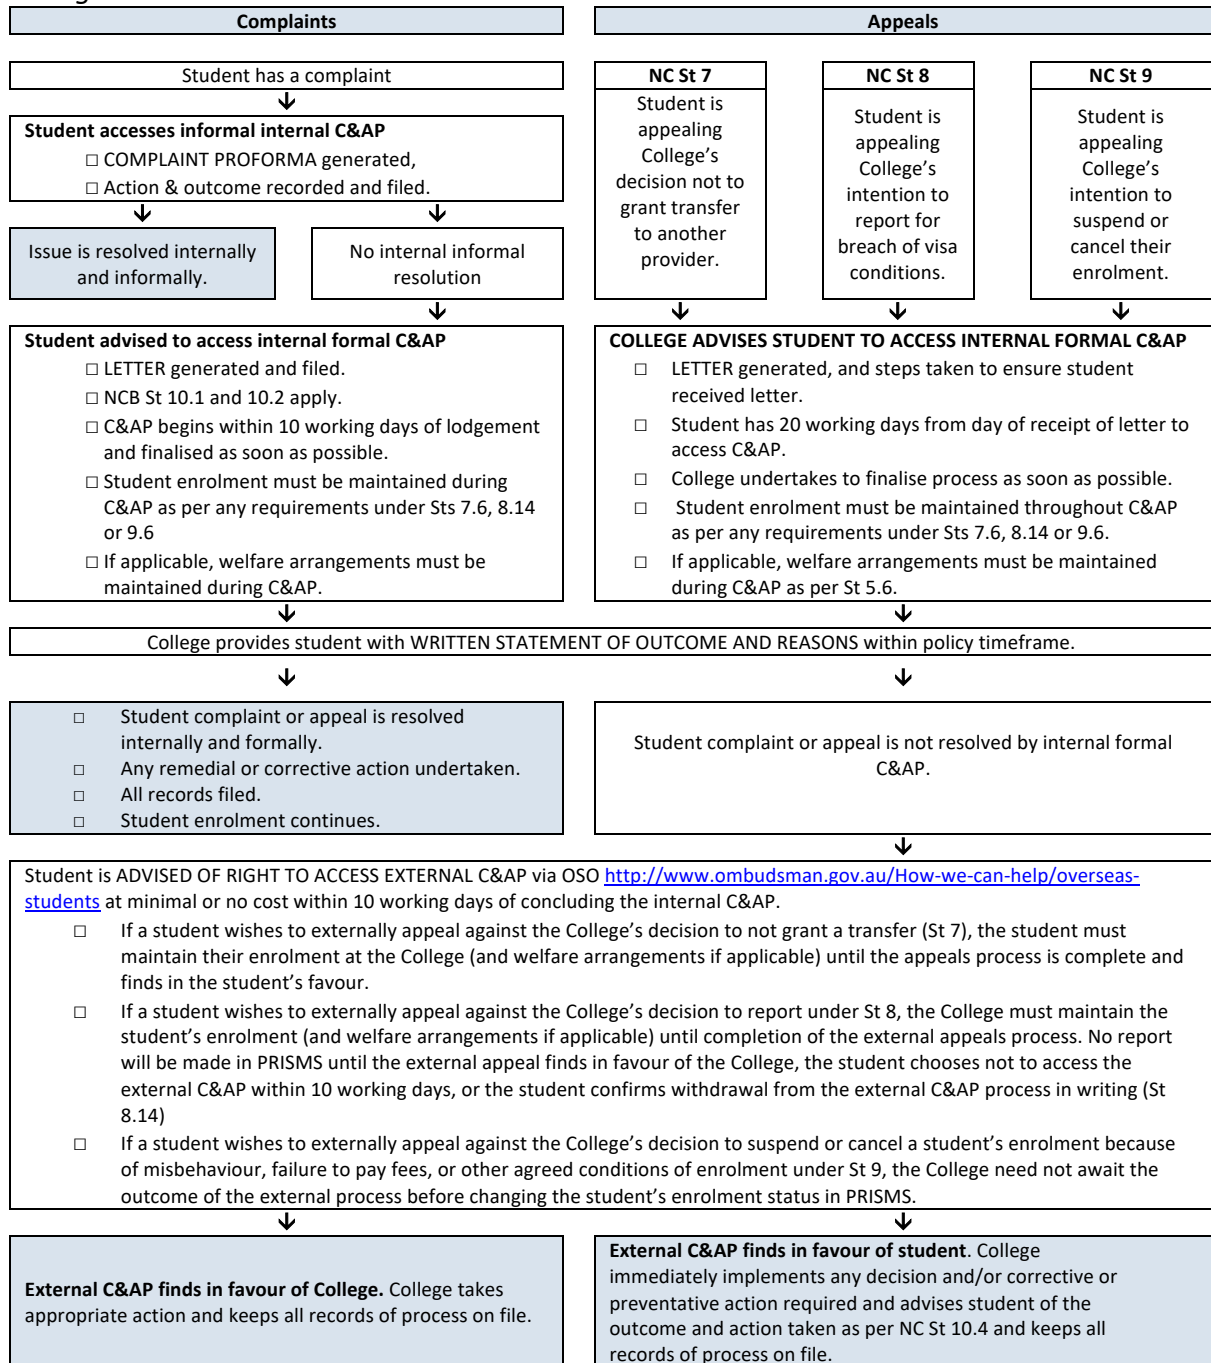 Complaints
Appeals
Student has a complaint
Student accesses informal internal C&AP
□ COMPLAINT PROFORMA generated,
□ Action & outcome recorded and filed.
Issue is resolved internally
and informally.
No internal informal
resolution
NC St 7
Student is
appealing
College's
decision not to
grant transfer
to another
provider.
NC St 8
Student is
appealing
College's
intention to
report for
breach of visa
conditions.
NC St 9
Student is
appealing
College's
intention to
suspend or
cancel their
enrolment.
Student advised to access internal formal C&AP
□ LETTER generated and filed.
□ NCB St 10.1 and 10.2 apply.
□ C&AP begins within 10 working days of lodgement
and finalised as soon as possible.
□ Student enrolment must be maintained during
C&AP as per any requirements under Sts 7.6, 8.14
or 9.6
□ If applicable, welfare arrangements must be
maintained during C&AP.
COLLEGE ADVISES STUDENT TO ACCESS INTERNAL FORMAL C&AP
□ LETTER generated, and steps taken to ensure student
received letter.
□ Student has 20 working days from day of receipt of letter to
access C&AP.
□ College undertakes to finalise process as soon as possible.
□ Student enrolment must be maintained throughout C&AP
as per any requirements under Sts 7.6, 8.14 or 9.6.
□ If applicable, welfare arrangements must be maintained
during C&AP as per St 5.6.
College provides student with WRITTEN STATEMENT OF OUTCOME AND REASONS within policy timeframe.
□ Student complaint or appeal is resolved
internally and formally.
□ Any remedial or corrective action undertaken.
□ All records filed.
□ Student enrolment continues.
Student complaint or appeal is not resolved by internal formal
C&AP.
Student is ADVISED OF RIGHT TO ACCESS EXTERNAL C&AP via OSO http://www.ombudsman.gov.au/How-we-can-help/overseas-
students at minimal or no cost within 10 working days of concluding the internal C&AP.
□ If a student wishes to externally appeal against the College's decision to not grant a transfer (St 7), the student must
maintain their enrolment at the College (and welfare arrangements if applicable) until the appeals process is complete and
finds in the student's favour.
□ If a student wishes to externally appeal against the College's decision to report under St 8, the College must maintain the
student's enrolment (and welfare arrangements if applicable) until completion of the external appeals process. No report
will be made in PRISMS until the external appeal finds in favour of the College, the student chooses not to access the
external C&AP within 10 working days, or the student confirms withdrawal from the external C&AP process in writing (St
8.14)
□ If a student wishes to externally appeal against the College's decision to suspend or cancel a student's enrolment because
of misbehaviour, failure to pay fees, or other agreed conditions of enrolment under St 9, the College need not await the
outcome of the external process before changing the student's enrolment status in PRISMS.
External C&AP finds in favour of College. College takes
appropriate action and keeps all records of process on file.
External C&AP finds in favour of student. College
immediately implements any decision and/or corrective or
preventative action required and advises student of the
outcome and action taken as per NC St 10.4 and keeps all
records of process on file.